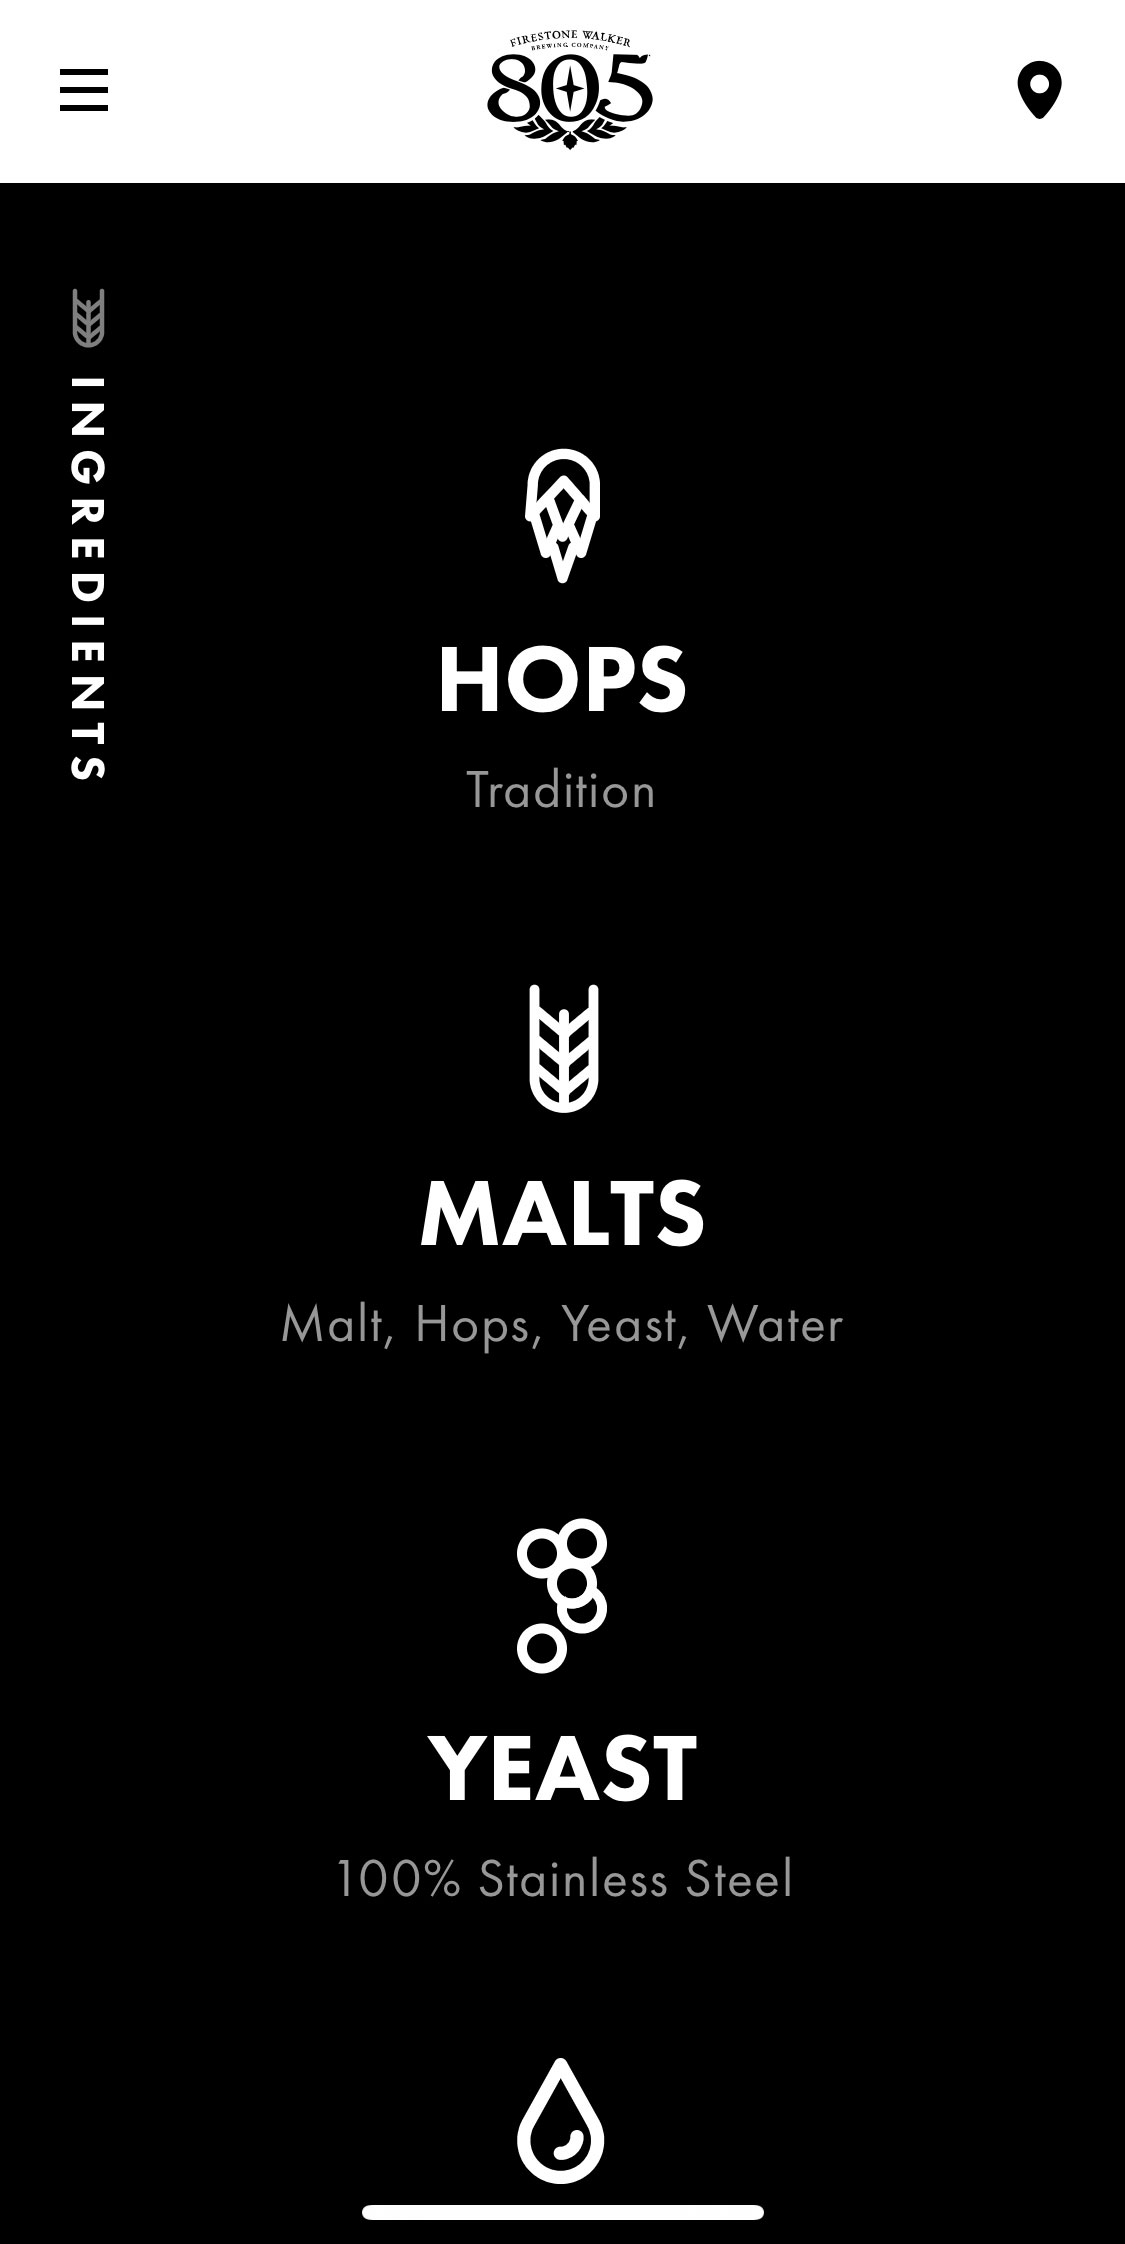 FIRESTONE WALKER
BREWING COMPANY
805
INGREDIENTS
HOPS
Tradition
MALTS
Malt, Hops, Yeast, Water
YEAST
100% Stainless Steel